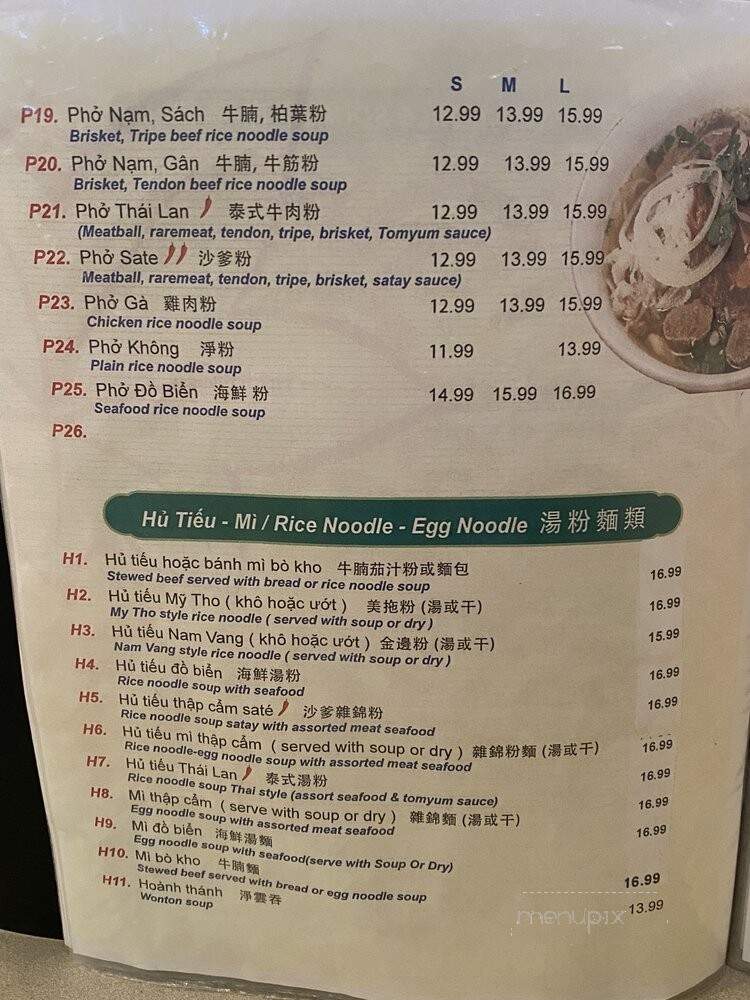 S M L
P19. Phở Nạm, Sách 牛腩, 柏葉粉 12.99 13.99 15.99
Brisket, Tripe beef rice noodle soup
P20. Phở Nạm, Gân 牛腩, 牛筋粉 12.99 13.99 15.99
Brisket, Tendon beef rice noodle soup
P21. Phở Thái Lan 泰式牛肉粉 12.99 13.99 15.99
(Meatball, raremeat, tendon, tripe, brisket, Tomyum sauce)
P22. Phở Sate 沙爹粉 12.99 13.99 15.99
Meatball, raremeat, tendon, tripe, brisket, satay sauce)
P23. Phở Gà 雞肉粉 12.99 13.99 15.99
Chicken rice noodle soup
P24. Phở Không 淨粉 11.99 13.99
Plain rice noodle soup
P25. Phở Đồ Biển 海鮮 粉 14.99 15.99 16.99
Seafood rice noodle soup
P26.
Hủ Tiếu - Mì / Rice Noodle - Egg Noodle 湯粉麵類
H1. Hủ tiếu hoặc bánh mì bò kho 牛腩茄汁粉或麵包 16.99
Stewed beef served with bread or rice noodle soup
H2. Hủ tiếu Mỹ Tho ( khô hoặc ướt ) 美拖粉 (湯或干) 16.99
My Tho style rice noodle ( served with soup or dry )
H3. Hủ tiếu Nam Vang ( khô hoặc ướt ) 金邊粉 (湯或干) 15.99
Nam Vang style rice noodle ( served with soup or dry )
H4. Hủ tiếu đồ biển 海鮮湯粉 16.99
Rice noodle soup with seafood
H5. Hủ tiếu thập cẩm saté 沙爹雜錦粉 16.99
Rice noodle soup satay with assorted meat seafood
H6. Hủ tiếu mì thập cẩm ( served with soup or dry ) 雜錦粉麵 (湯或干) 16.99
Rice noodle-egg noodle soup with assorted meat seafood
H7. Hủ tiếu Thái Lan 泰式湯粉 16.99
Rice noodle soup Thai style (assort seafood & tomyum sauce)
H8. Mì thập cẩm ( serve with soup or dry ) 雜錦麵 (湯或干) 16.99
Egg noodle soup with assorted meat seafood
H9. Mì đồ biển 海鮮湯麵 16.99
Egg noodle soup with seafood(serve with Soup Or Dry)
H10. Mì bò kho 牛腩麵 16.99
Stewed beef served with bread or egg noodle soup
H11. Hoành thánh 淨雲吞 13.99
Wonton soup
menupix